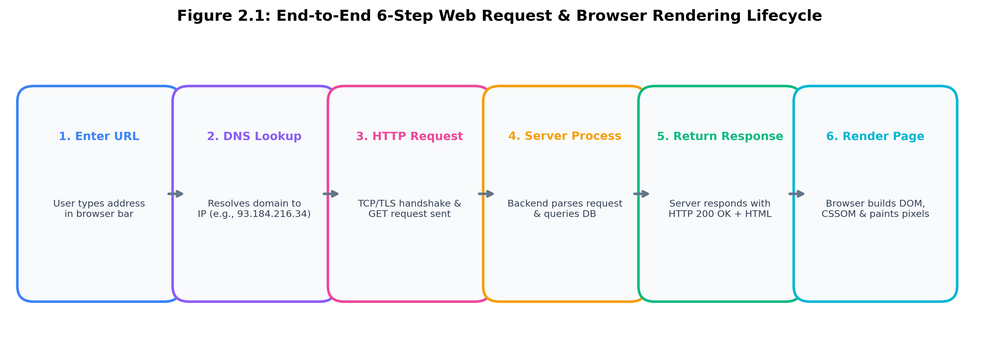 Figure 2.1: End-to-End 6-Step Web Request & Browser Rendering Lifecycle
1. Enter URL
User types address
in browser bar
2. DNS Lookup
Resolves domain to
IP (e.g., 93.184.216.34)
3. HTTP Request
TCP/TLS handshake &
GET request sent
4. Server Process
Backend parses request
& queries DB
5. Return Response
Server responds with
HTTP 200 OK + HTML
6. Render Page
Browser builds DOM,
CSSOM & paints pixels